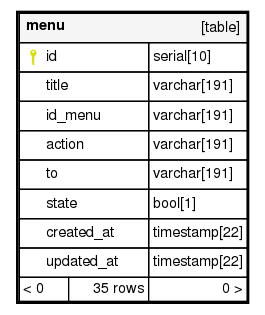 menu [table]
id serial[10]
title varchar[191]
id_menu varchar[191]
action varchar[191]
to varchar[191]
state bool[1]
created_at timestamp[22]
updated_at timestamp[22]
< 0 35 rows 0 >